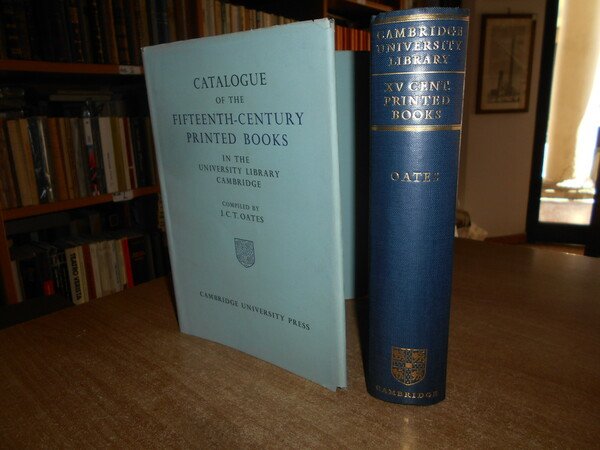 CATALOGUE
OF THE
FIFTEENTH-CENTURY
PRINTED BOOKS
IN THE
UNIVERSITY LIBRARY
CAMBRIDGE
COMPILED BY
J. C. T. OATES
CAMBRIDGE UNIVERSITY PRESS
CAMBRIDGE
UNIVERSITY
LIBRARY
XV CENT.
PRINTED
BOOKS
OATES
CAMBRIDGE